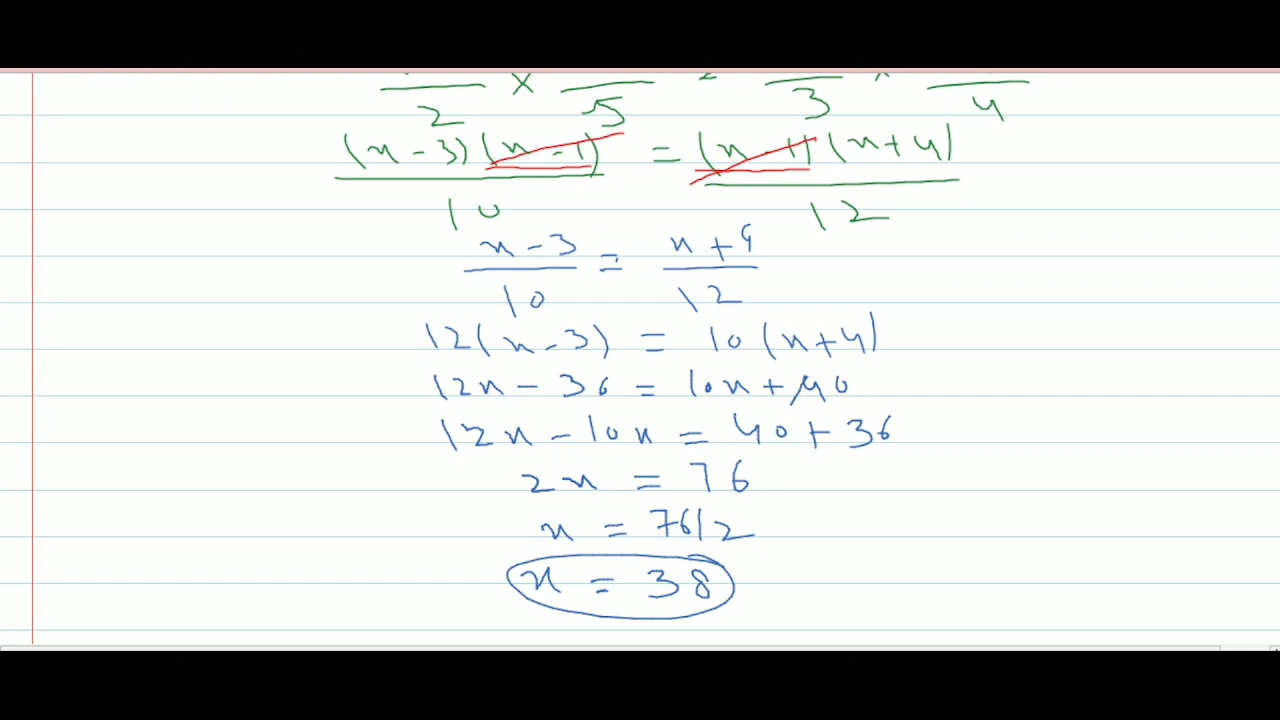 2 × 5 = 3 × 4
(x - 3)(x - 1) = (x - 1)(x + 4)
10 12
x - 3 = x + 4
10 12
12(x - 3) = 10(x + 4)
12x - 36 = 10x + 40
12x - 10x = 40 + 36
2x = 76
x = 76/2
x = 38